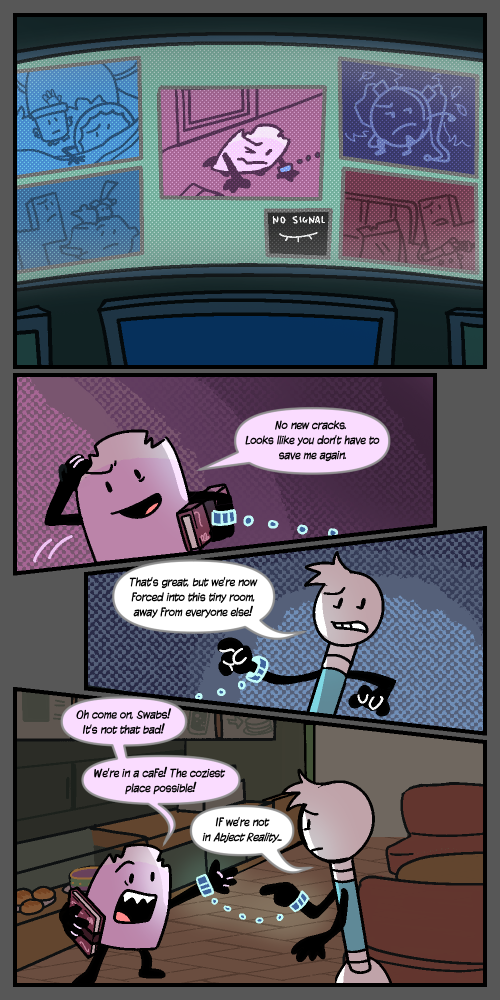 NO SIGNAL
No new cracks.
Looks llike you don't have to
save me again.
That's great, but we're now
forced into this tiny room,
away from everyone else!
Oh come on, Swabs!
It's not that bad!
We're in a cafe! The coziest
place possible!
If we're not
in Abject Reality...